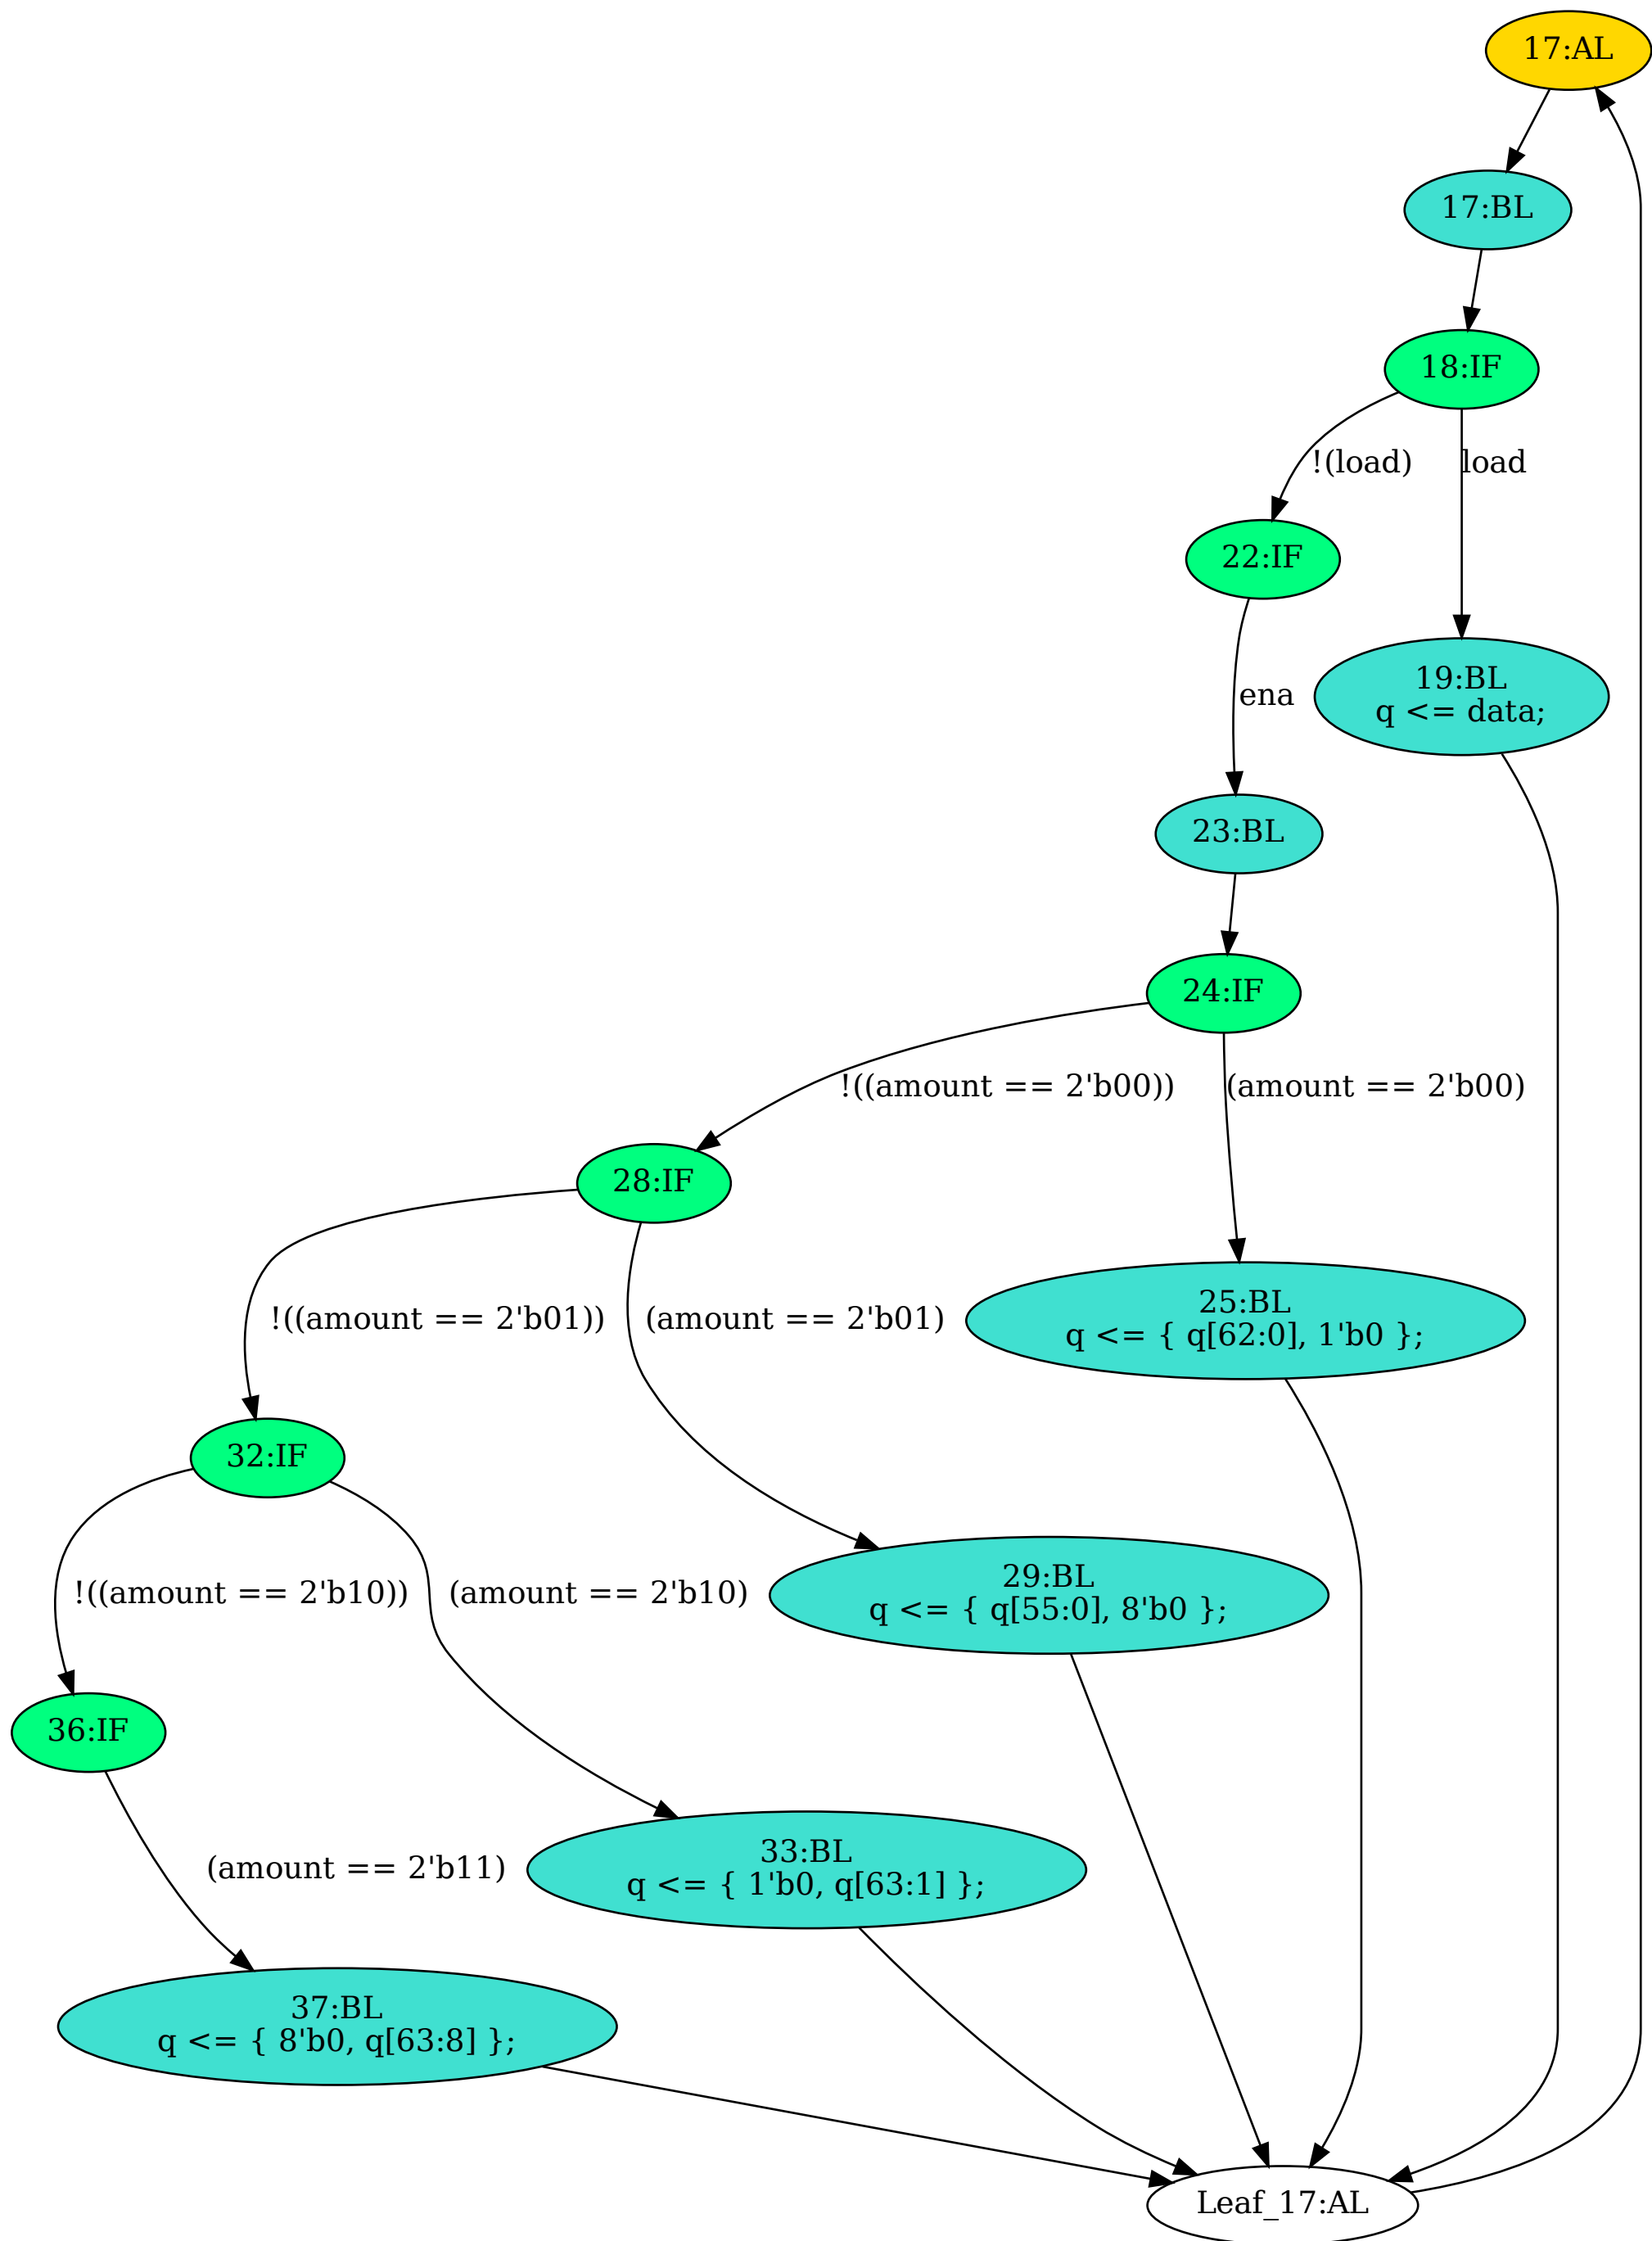 17:AL
17:BL
18:IF
!(load)
load
22:IF
ena
19:BL
q <= data;
23:BL
24:IF
!((amount == 2'b00))
(amount == 2'b00)
28:IF
!((amount == 2'b01))
(amount == 2'b01)
25:BL
q <= { q[62:0], 1'b0 };
32:IF
!((amount == 2'b10))
(amount == 2'b10)
29:BL
q <= { q[55:0], 8'b0 };
36:IF
(amount == 2'b11)
33:BL
q <= { 1'b0, q[63:1] };
37:BL
q <= { 8'b0, q[63:8] };
Leaf_17:AL